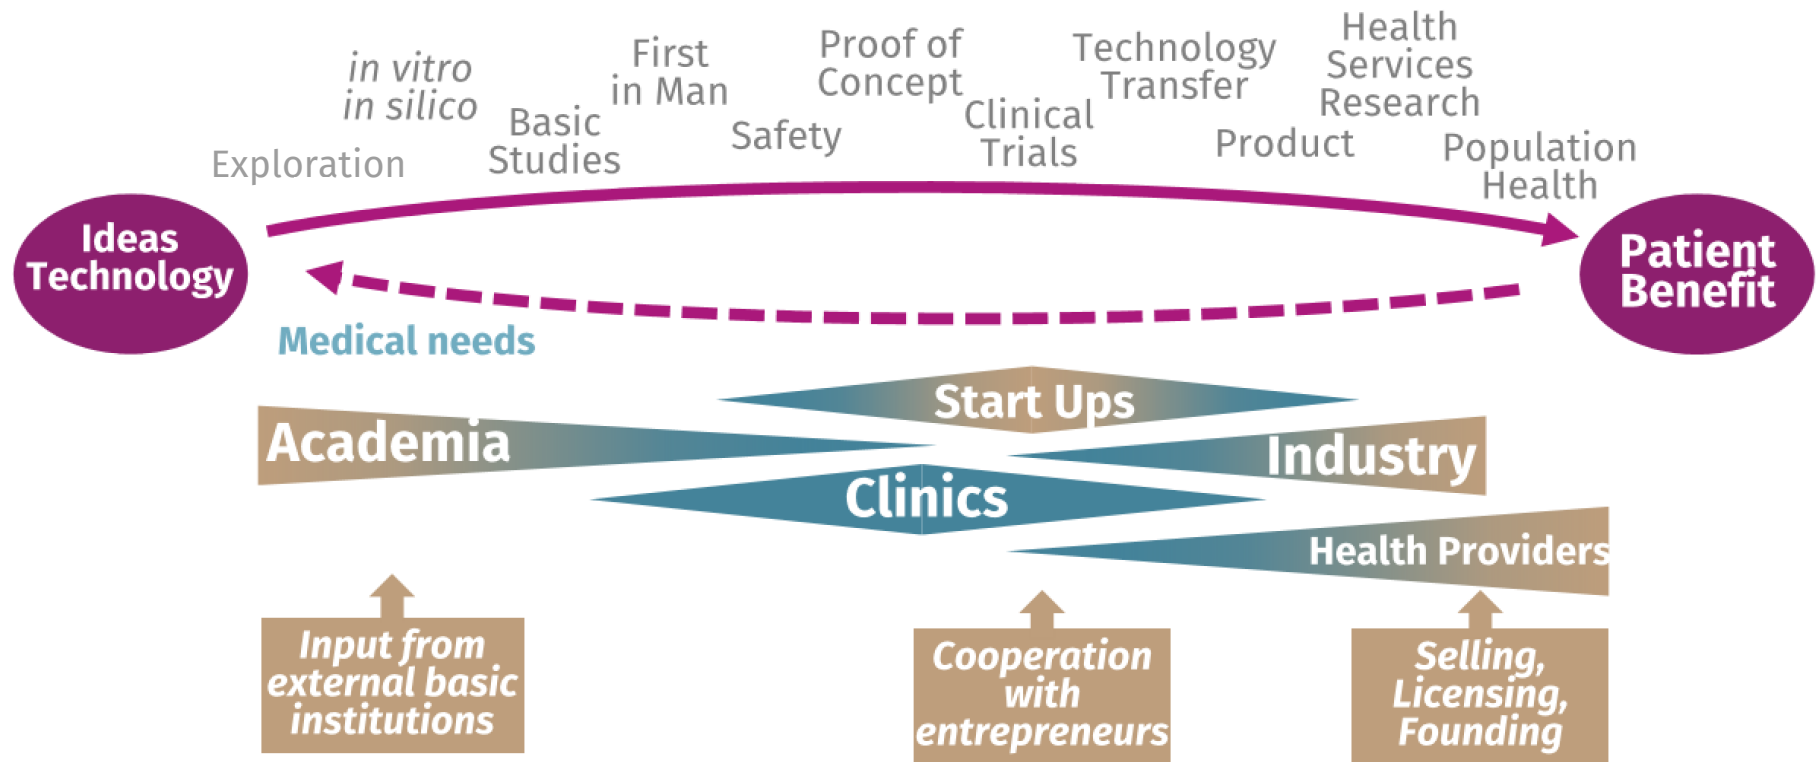 Exploration
in vitro
in silico
Basic
Studies
First
in Man
Safety
Proof of
Concept
Clinical
Trials
Technology
Transfer
Product
Health
Services
Research
Population
Health
Ideas
Technology
Patient
Benefit
Medical needs
Start Ups
Academia
Industry
Clinics
Health Providers
Input from
external basic
institutions
Cooperation
with
entrepreneurs
Selling,
Licensing,
Founding